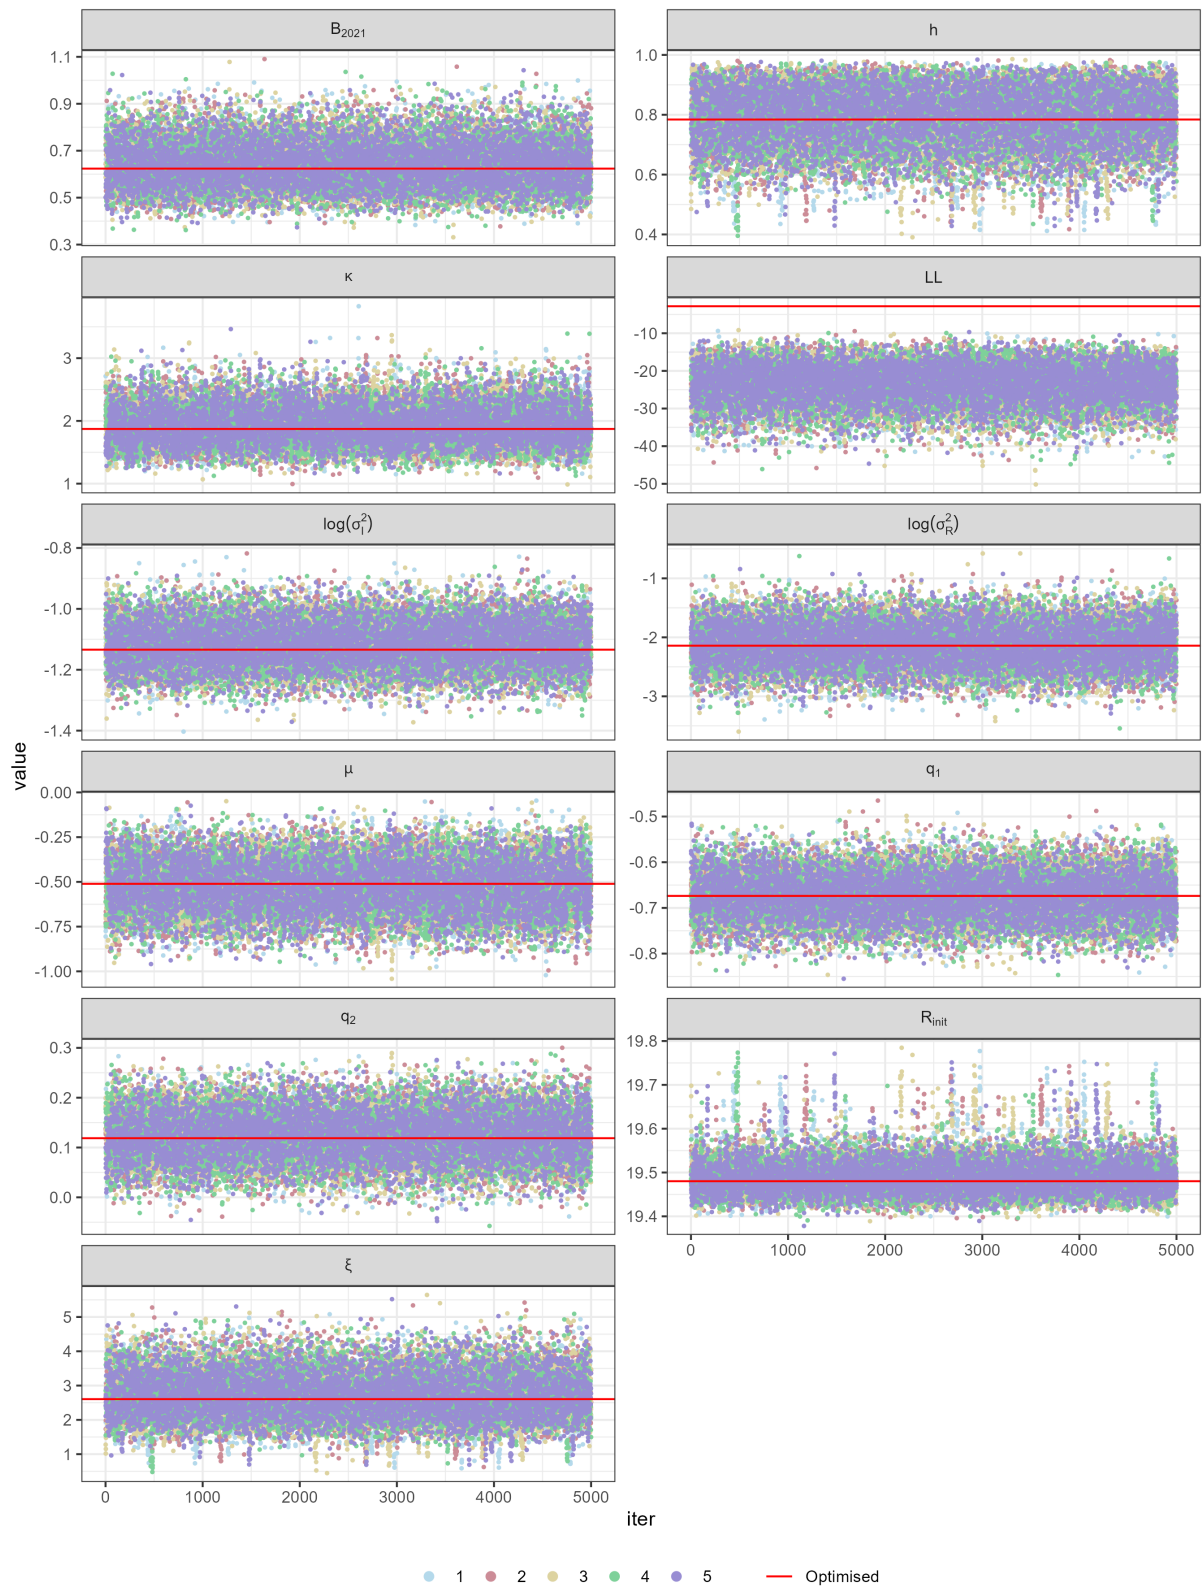 B2021
h
1.1
0.9
0.7
0.5
0.3
1.0
0.8
0.6
0.4
κ
LL
3
2
1
-10
-20
-30
-40
-50
log(σI2)
log(σR2)
-0.8
-1.0
-1.2
-1.4
-1
-2
-3
μ
q1
0.00
-0.25
-0.50
-0.75
-1.00
-0.5
-0.6
-0.7
-0.8
q2
Rinit
0.3
0.2
0.1
0.0
19.8
19.7
19.6
19.5
19.4
0 1000 2000 3000 4000 5000
ξ
5
4
3
2
1
0 1000 2000 3000 4000 5000
value
iter
1 2 3 4 5 Optimised